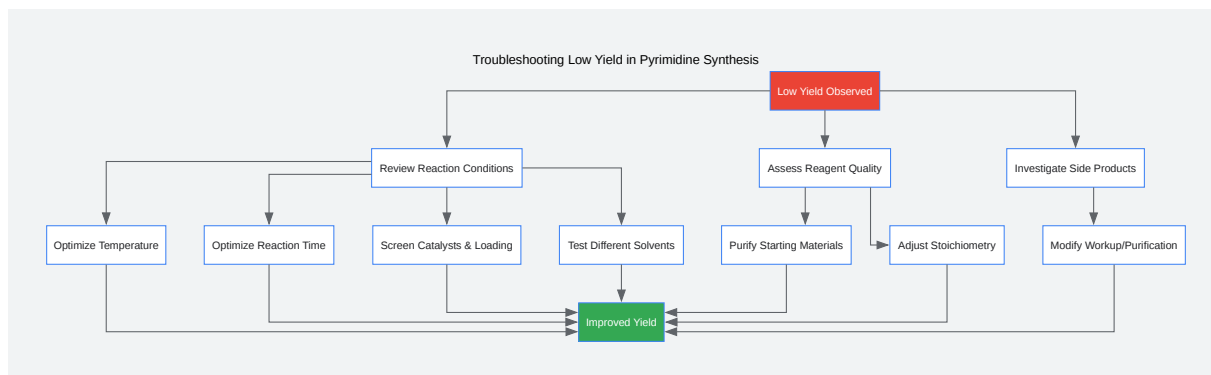 Troubleshooting Low Yield in Pyrimidine Synthesis
Low Yield Observed
Review Reaction Conditions
Assess Reagent Quality
Investigate Side Products
Optimize Temperature
Optimize Reaction Time
Screen Catalysts & Loading
Test Different Solvents
Purify Starting Materials
Adjust Stoichiometry
Modify Workup/Purification
Improved Yield